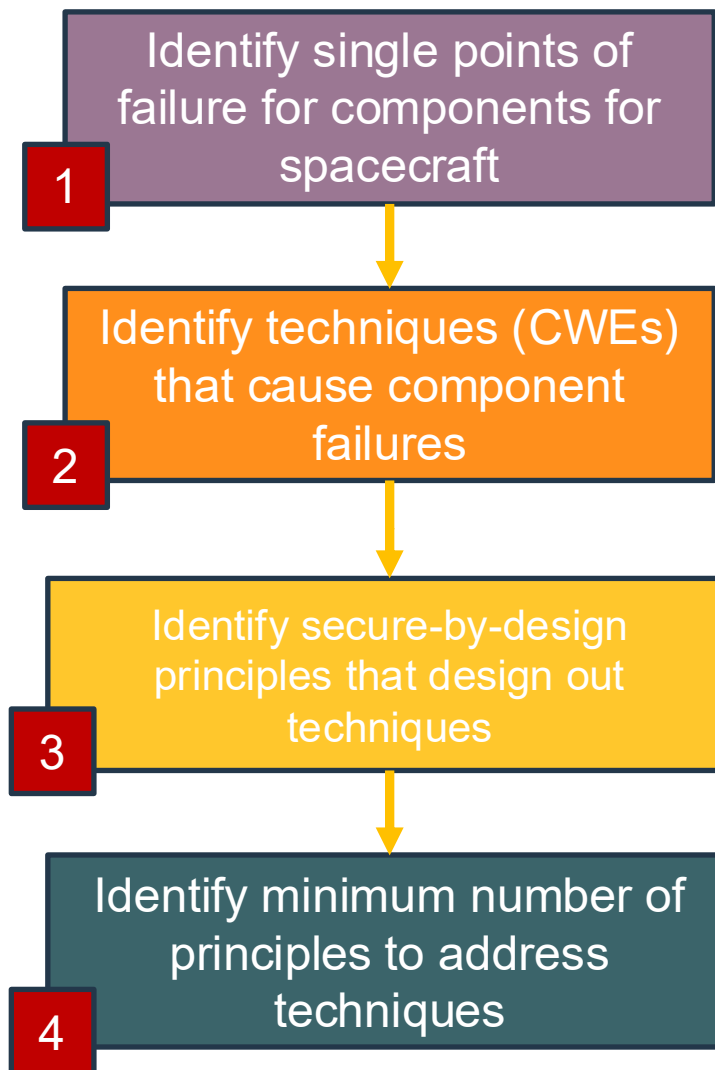 Identify single points of
failure for components for
spacecraft
1
Identify techniques (CWEs)
that cause component
failures
2
Identify secure-by-design
principles that design out
techniques
3
Identify minimum number of
principles to address
techniques
4